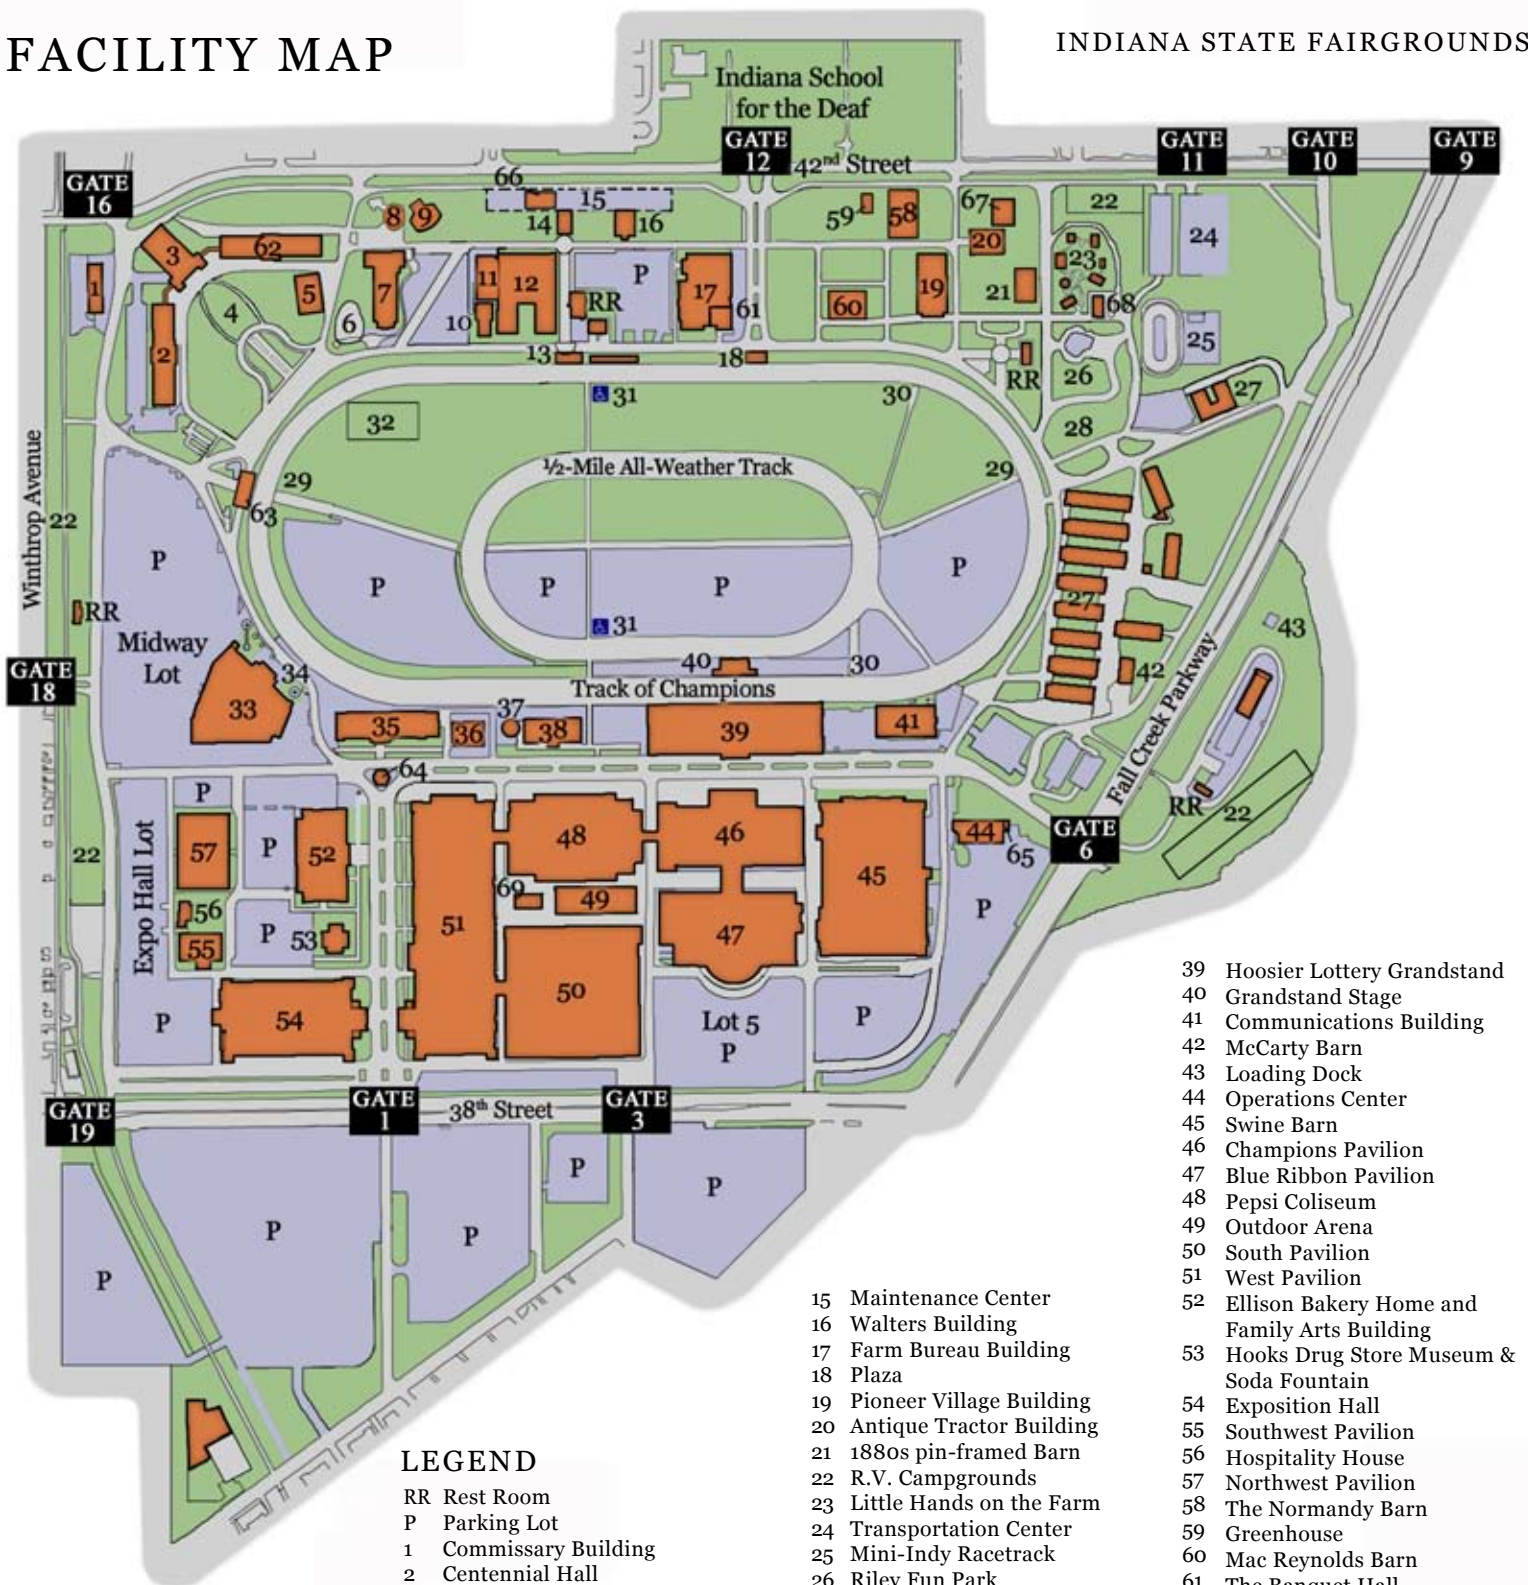 FACILITY MAP
INDIANA STATE FAIRGROUNDS
Indiana School
for the Deaf
GATE
12
42nd Street
GATE
11
GATE
10
GATE
9
GATE
16
66
15
14
16
8
9
59
58
67
22
24
3
62
20
23
1
5
7
11
12
P
RR
17
61
60
19
21
68
4
6
10
2
13
18
RR
26
25
31
30
27
32
28
½-Mile All-Weather Track
29
29
63
Winthrop Avenue
22
P
P
P
P
P
27
RR
31
43
Midway
Lot
34
40
30
42
GATE
18
33
Track of Champions
Fall Creek Parkway
35
36
37
38
39
41
64
P
RR
22
Expo Hall Lot
57
P
52
48
46
44
65
GATE
6
22
45
69
49
51
56
P
53
55
47
P
50
54
P
Lot 5
P
P
GATE
19
GATE
1
38th Street
GATE
3
P
P
P
P
P
LEGEND
RR Rest Room
P Parking Lot
1 Commissary Building
2 Centennial Hall
15 Maintenance Center
16 Walters Building
17 Farm Bureau Building
18 Plaza
19 Pioneer Village Building
20 Antique Tractor Building
21 1880s pin-framed Barn
22 R.V. Campgrounds
23 Little Hands on the Farm
24 Transportation Center
25 Mini-Indy Racetrack
26 Riley Fun Park
39 Hoosier Lottery Grandstand
40 Grandstand Stage
41 Communications Building
42 McCarty Barn
43 Loading Dock
44 Operations Center
45 Swine Barn
46 Champions Pavilion
47 Blue Ribbon Pavilion
48 Pepsi Coliseum
49 Outdoor Arena
50 South Pavilion
51 West Pavilion
52 Ellison Bakery Home and
Family Arts Building
53 Hooks Drug Store Museum &
Soda Fountain
54 Exposition Hall
55 Southwest Pavilion
56 Hospitality House
57 Northwest Pavilion
58 The Normandy Barn
59 Greenhouse
60 Mac Reynolds Barn
61 The Banquet Hall